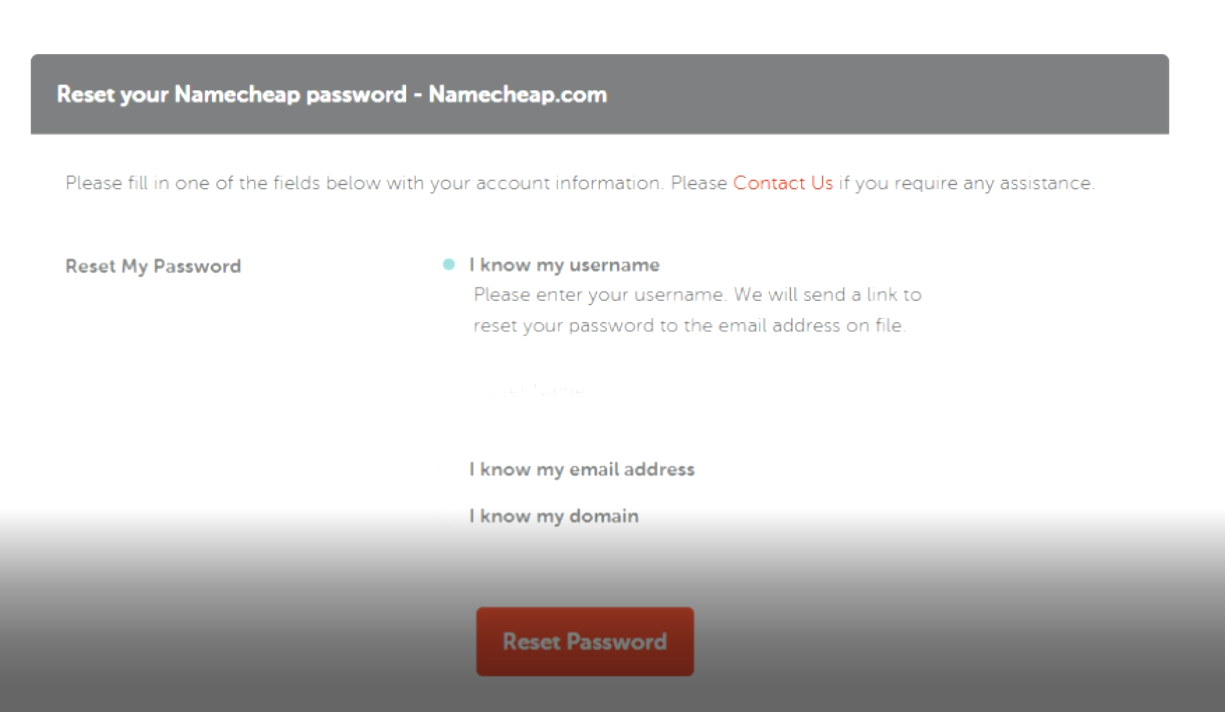 Reset your Namecheap password - Namecheap.com
Please fill in one of the fields below with your account information. Please Contact Us if you require any assistance.
Reset My Password
I know my username
Please enter your username. We will send a link to
reset your password to the email address on file.
I know my email address
I know my domain
Reset Password